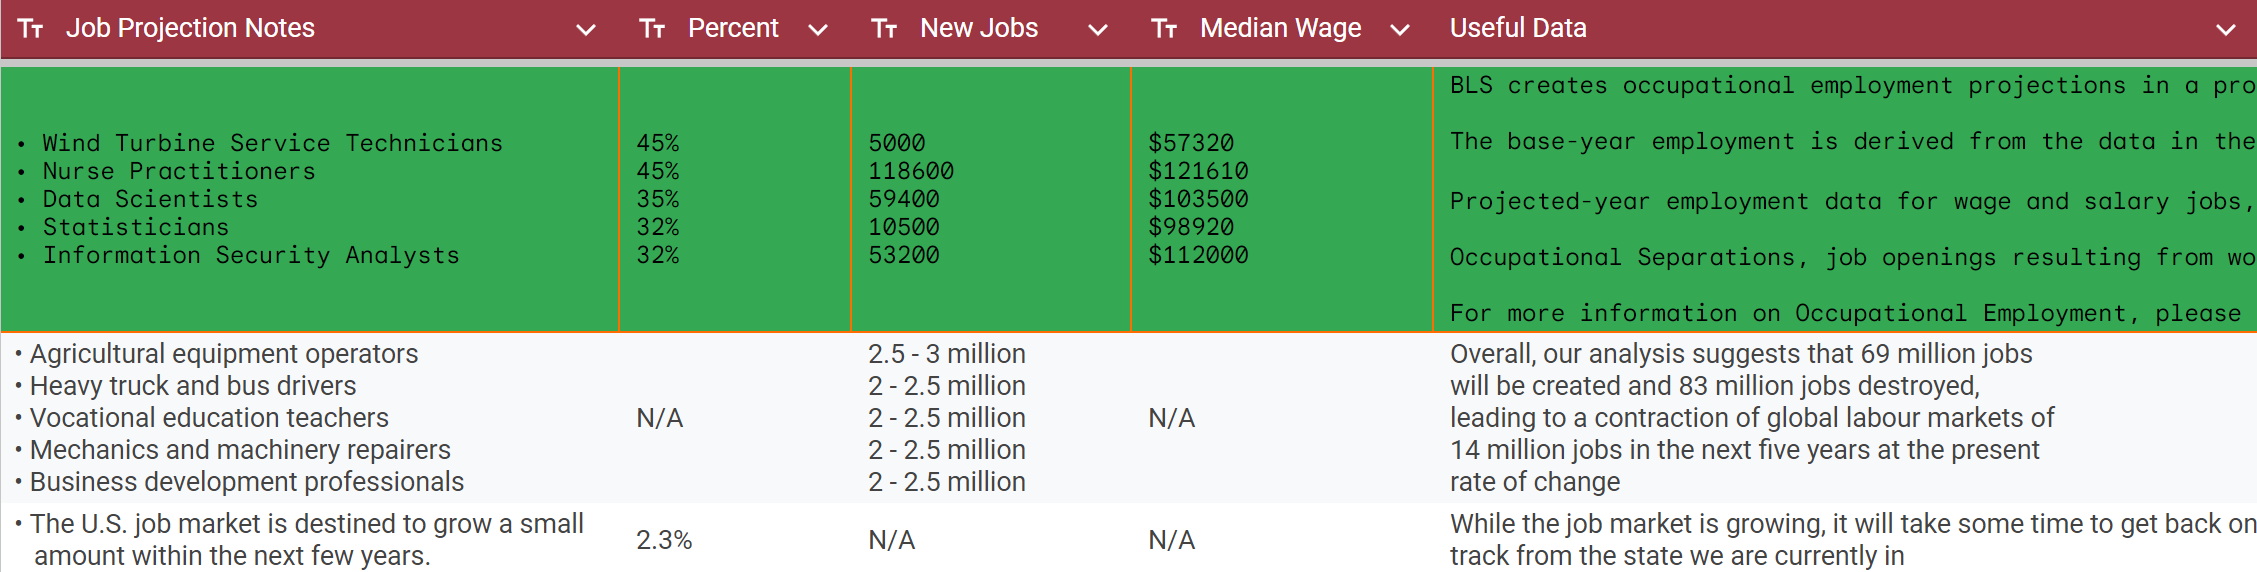 Job Projection Notes Percent New Jobs Median Wage Useful Data
BLS creates occupational employment projections in a pro
• Wind Turbine Service Technicians 45% 5000 $57320 The base-year employment is derived from the data in the
• Nurse Practitioners 45% 118600 $121610
• Data Scientists 35% 59400 $103500 Projected-year employment data for wage and salary jobs,
• Statisticians 32% 10500 $98920
• Information Security Analysts 32% 53200 $112000 Occupational Separations, job openings resulting from wo
For more information on Occupational Employment, please
• Agricultural equipment operators 2.5 - 3 million Overall, our analysis suggests that 69 million jobs
• Heavy truck and bus drivers 2 - 2.5 million will be created and 83 million jobs destroyed,
• Vocational education teachers N/A 2 - 2.5 million N/A leading to a contraction of global labour markets of
• Mechanics and machinery repairers 2 - 2.5 million 14 million jobs in the next five years at the present
• Business development professionals 2 - 2.5 million rate of change
• The U.S. job market is destined to grow a small While the job market is growing, it will take some time to get back on
2.3% N/A N/A
amount within the next few years. track from the state we are currently in